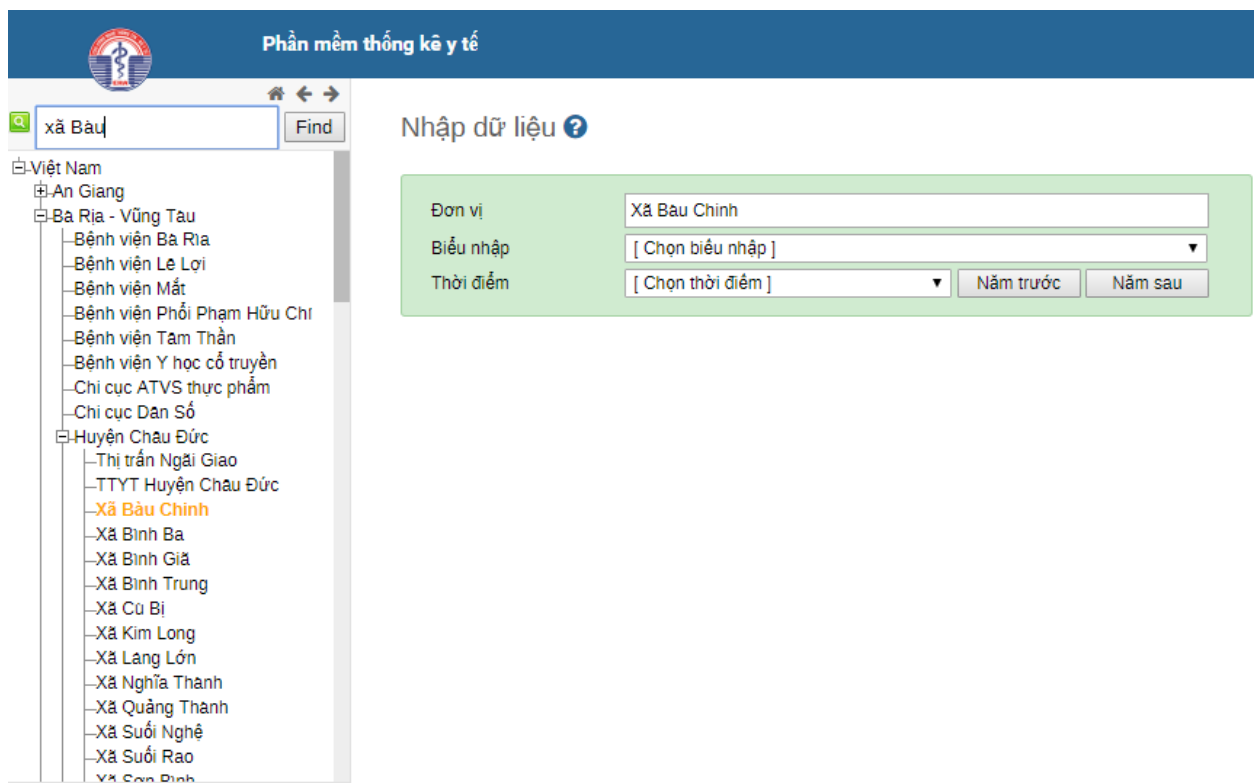 Phần mềm thống kê y tế
xã Bàu
Find
Nhập dữ liệu
Việt Nam
An Giang
Bà Rịa - Vũng Tàu
Bệnh viện Bà Rịa
Bệnh viện Lê Lợi
Bệnh viện Mắt
Bệnh viện Phổi Phạm Hữu Chí
Bệnh viện Tâm Thần
Bệnh viện Y học cổ truyền
Chi cục ATVS thực phẩm
Chi cục Dân Số
Huyện Châu Đức
Thị trấn Ngãi Giao
TTYT Huyện Châu Đức
Xã Bàu Chinh
Xã Bình Ba
Xã Bình Giã
Xã Bình Trung
Xã Cù Bị
Xã Kim Long
Xã Láng Lớn
Xã Nghĩa Thành
Xã Quảng Thành
Xã Suối Nghệ
Xã Suối Rao
Xã Sơn Bình
Đơn vị
Xã Bàu Chinh
Biểu nhập
[ Chọn biểu nhập ]
Thời điểm
[ Chọn thời điểm ]
Năm trước
Năm sau